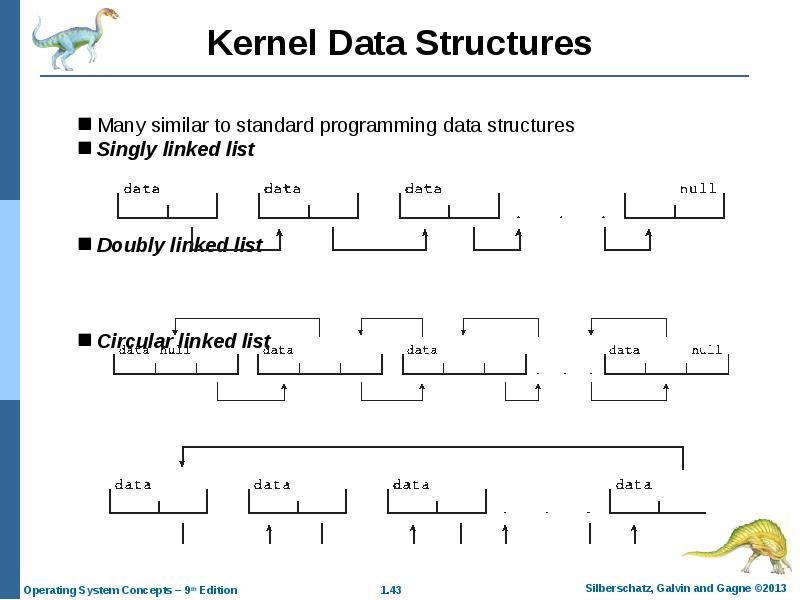 Kernel Data Structures
Many similar to standard programming data structures
Singly linked list
data data data null
Doubly linked list
Circular linked list
data null data data data null
data data data data
Operating System Concepts – 9th Edition 1.43 Silberschatz, Galvin and Gagne ©2013